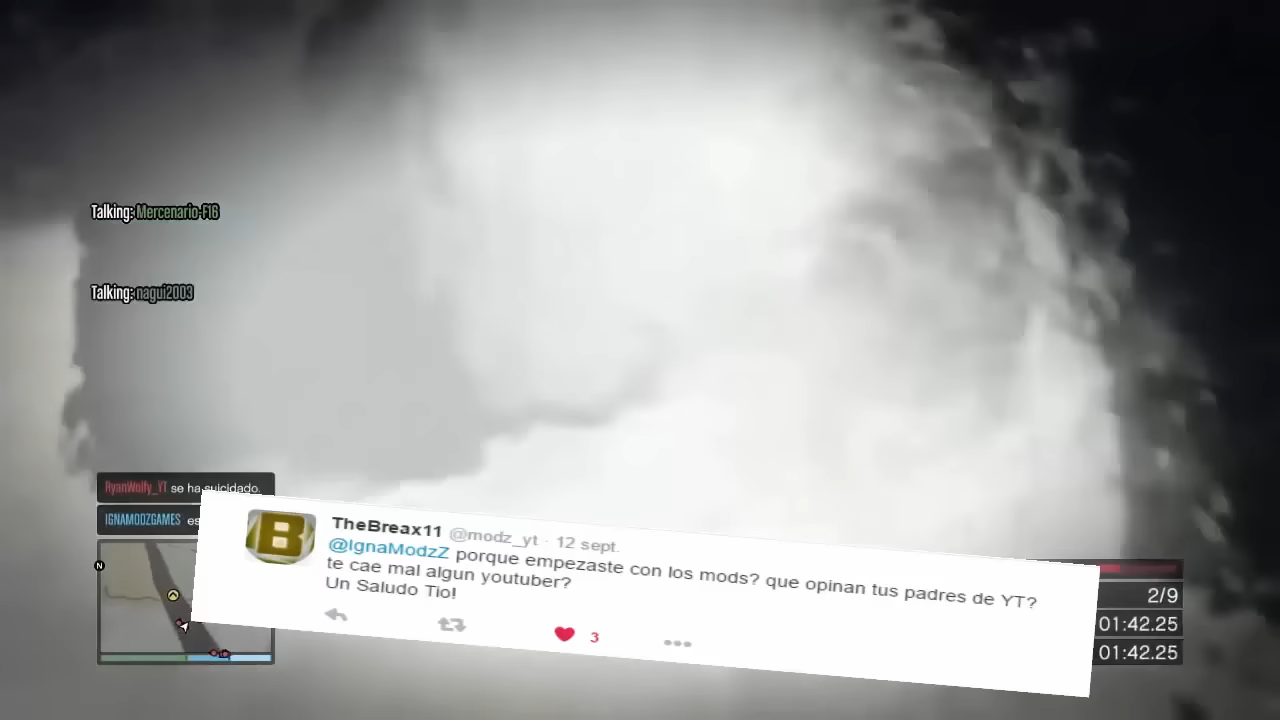 Talking: Mercenario-F16
Talking: nagui2003
RyanWolfy_YT se ha suicidado.
IGNAMODZGAMES es
N
B
TheBreax11 @modz_yt · 12 sept.
@IgnaModzZ porque empezaste con los mods? que opinan tus padres de YT?
te cae mal algun youtuber?
Un Saludo Tio!
3
2/9
01:42.25
01:42.25